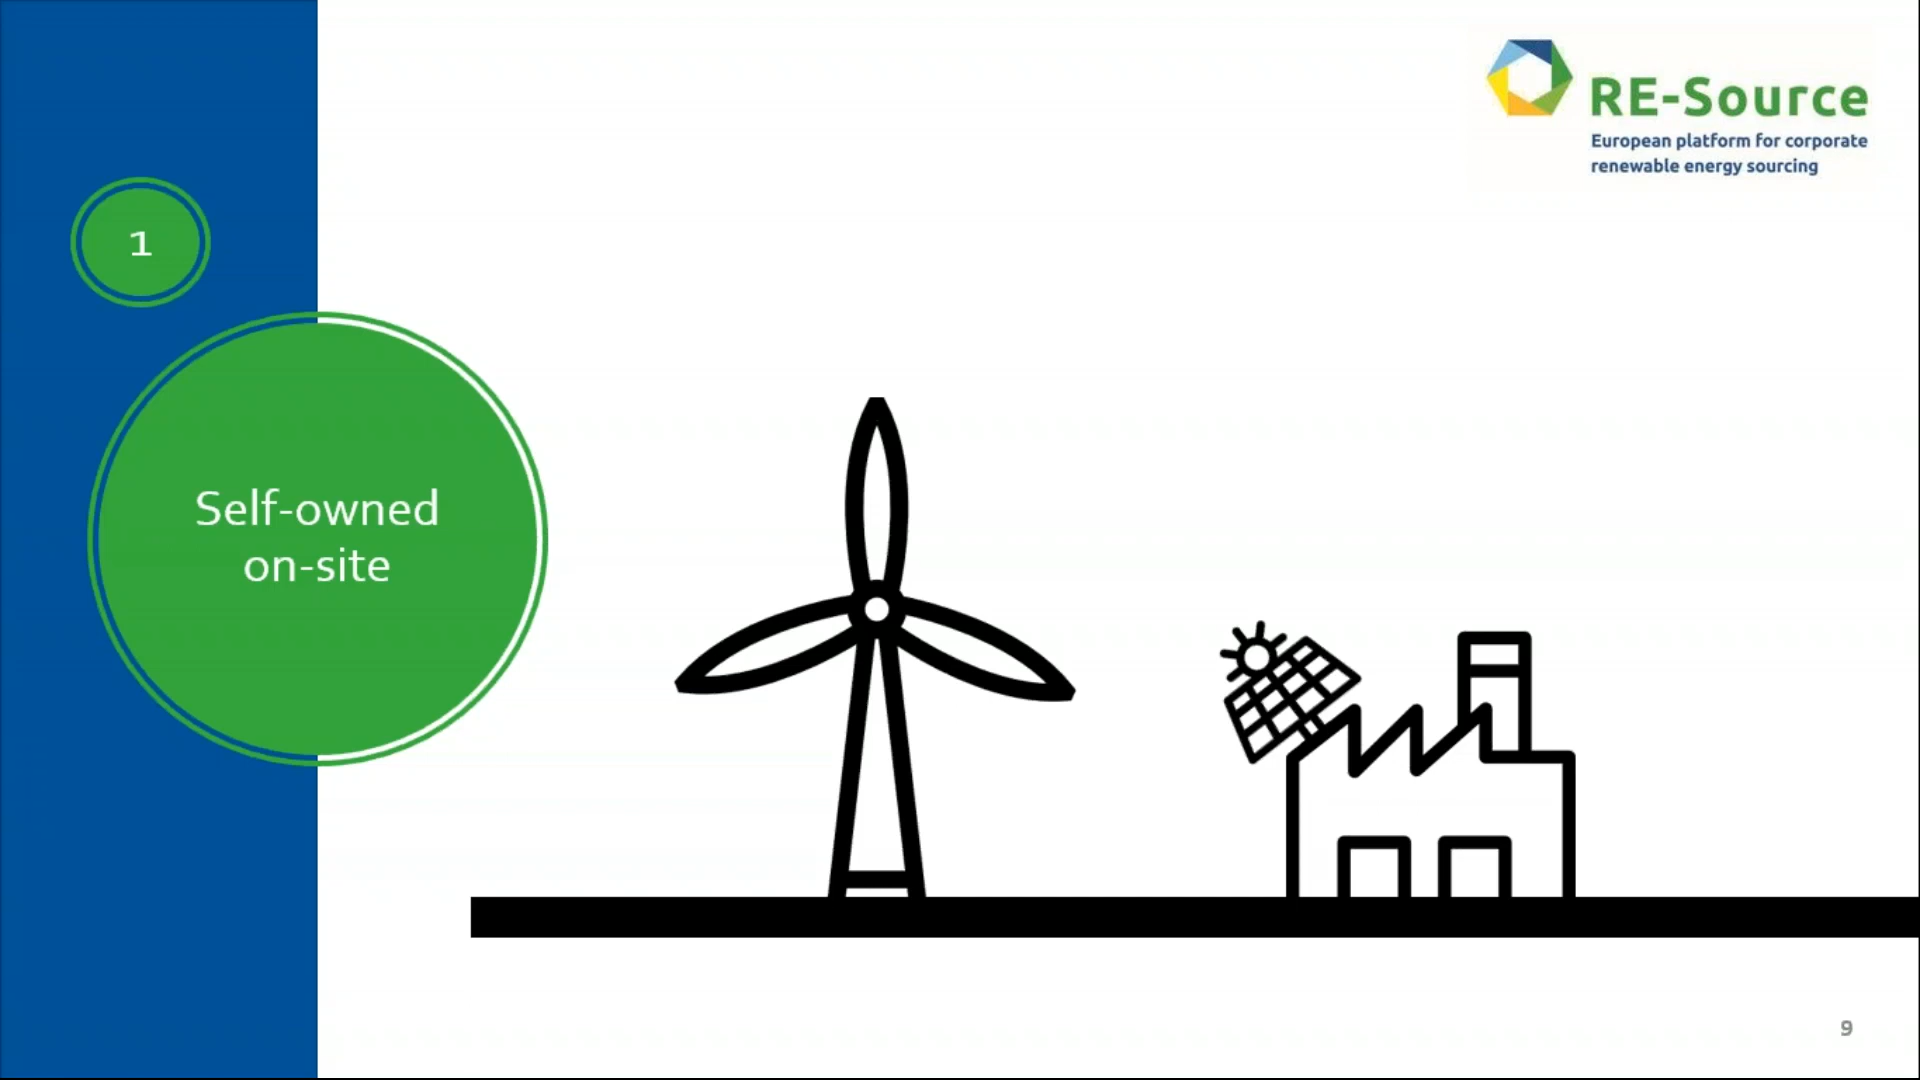 RE-Source
European platform for corporate
renewable energy sourcing
1
Self-owned
on-site
9